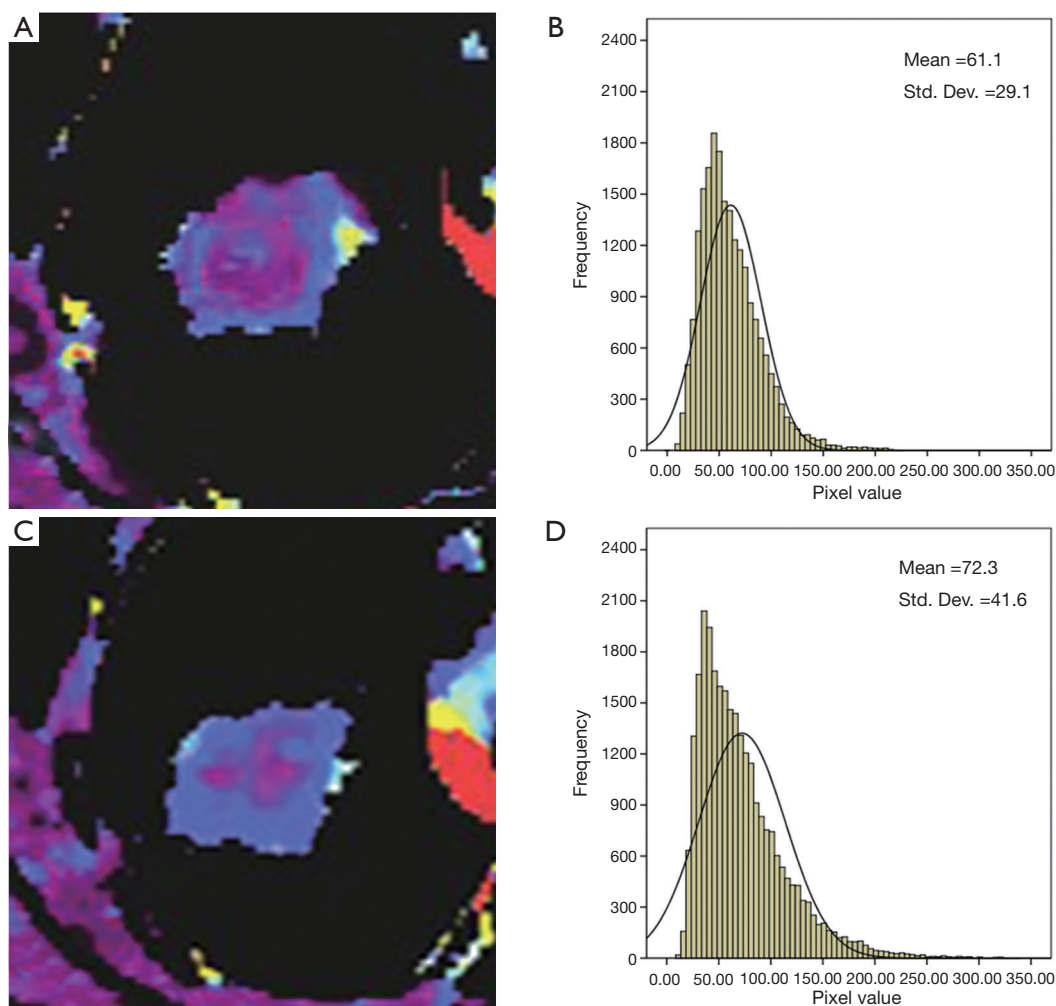 A
B
Mean =61.1
Std. Dev. =29.1
2400
2100
1800
1500
1200
900
600
300
0
Frequency
0.00 50.00 100.00 150.00 200.00 250.00 300.00 350.00
Pixel value
C
D
Mean =72.3
Std. Dev. =41.6
2400
2100
1800
1500
1200
900
600
300
0
Frequency
0.00 50.00 100.00 150.00 200.00 250.00 300.00 350.00
Pixel value